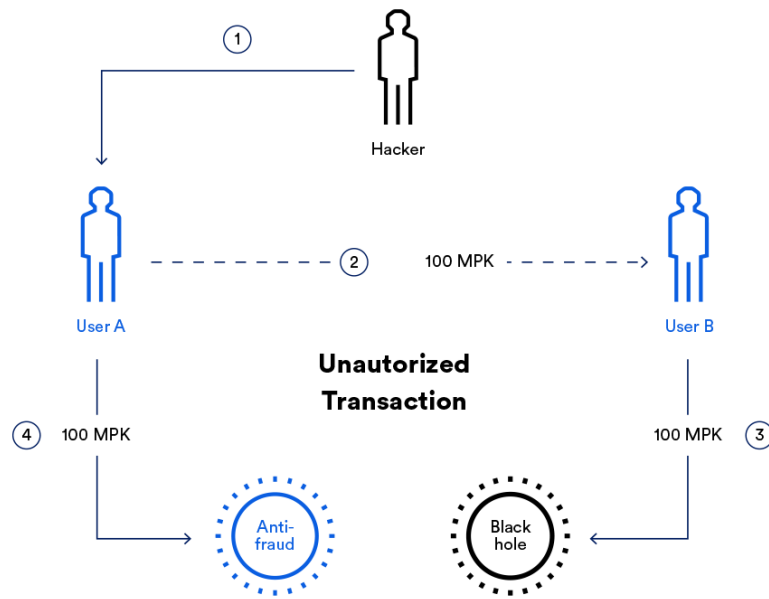 1
Hacker
2
100 MPK
User A
User B
Unautorized
Transaction
4
100 MPK
100 MPK
3
Anti-
fraud
Black
hole